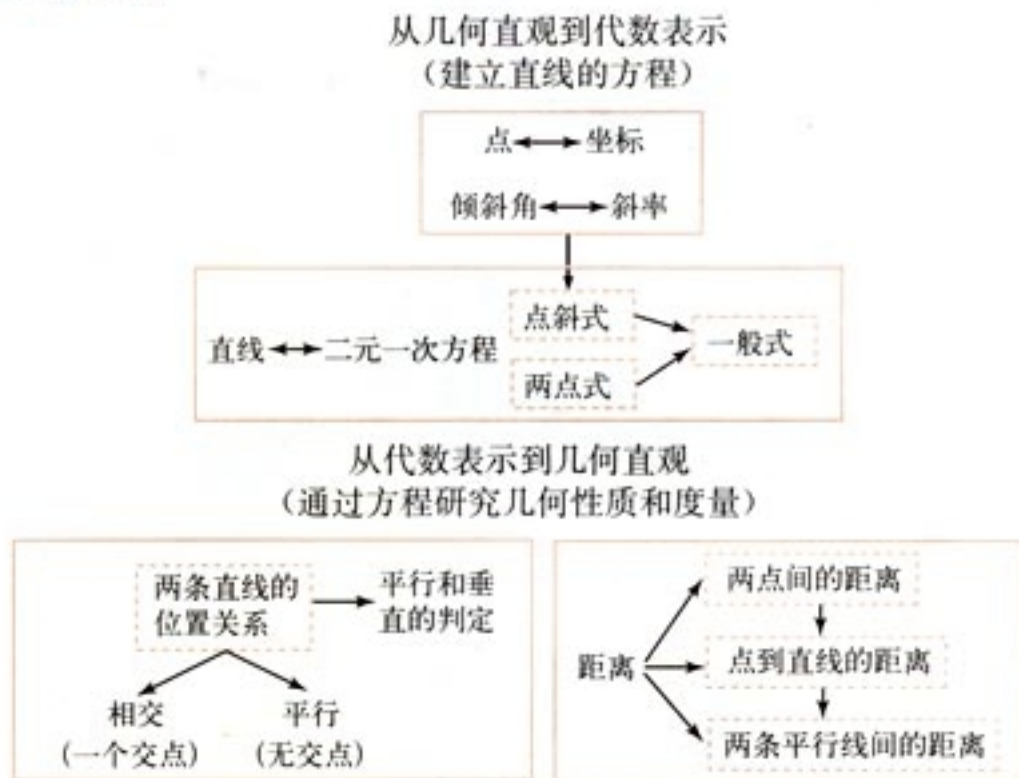 从几何直观到代数表示
（建立直线的方程）
点 坐标
倾斜角 斜率
直线 二元一次方程
点斜式
两点式
一般式
从代数表示到几何直观
（通过方程研究几何性质和度量）
两条直线的
位置关系
平行和垂
直的判定
相交
（一个交点）
平行
（无交点）
距离
两点间的距离
点到直线的距离
两条平行线间的距离